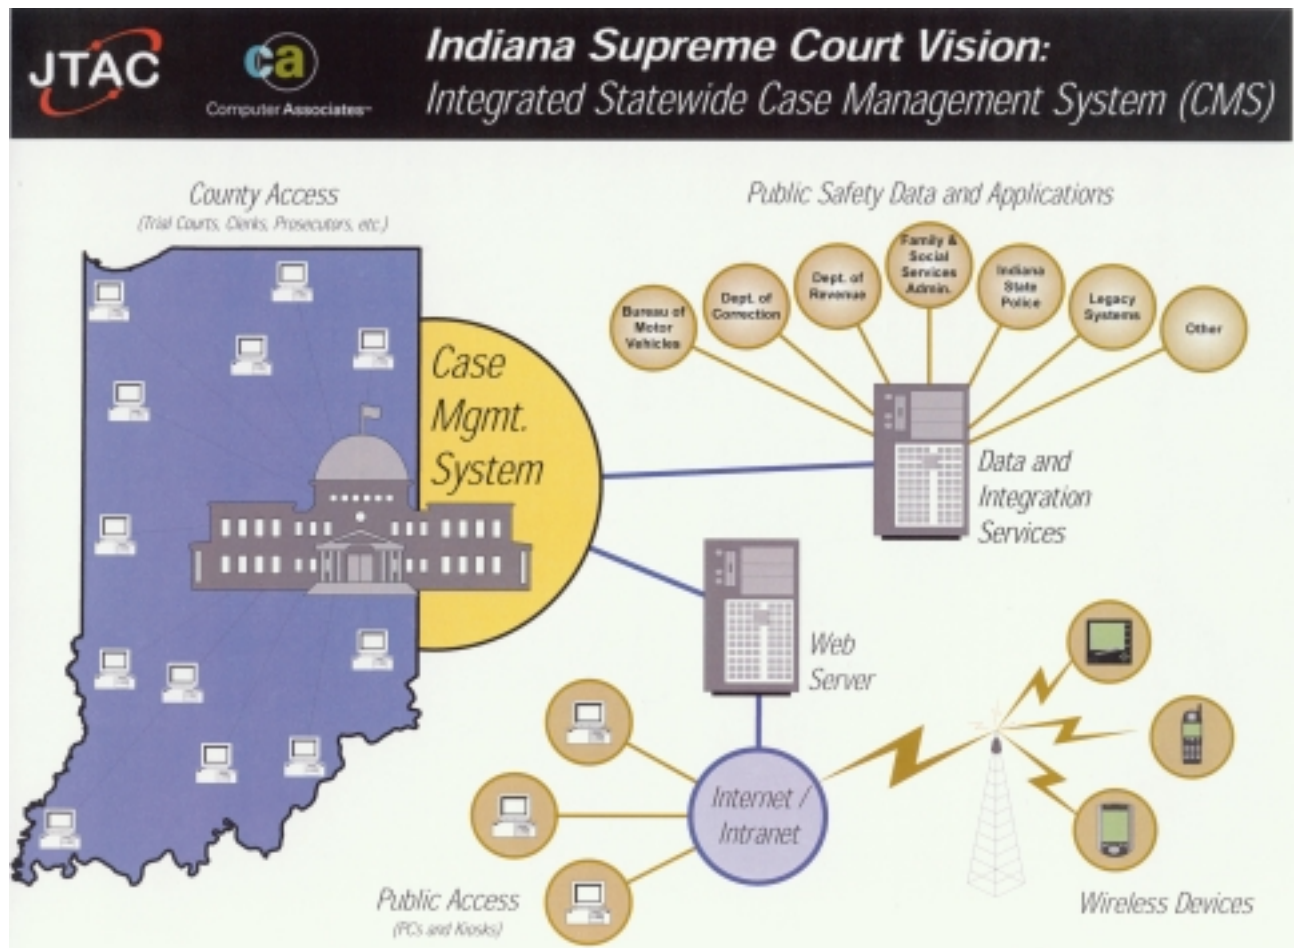 JTAC
ca
Computer Associates™
Indiana Supreme Court Vision:
Integrated Statewide Case Management System (CMS)
County Access
(Trial Courts, Clerks, Prosecutors, etc.)
Public Safety Data and Applications
Bureau of
Motor
Vehicles
Dept. of
Correction
Dept. of
Revenue
Family &
Social
Services
Admin.
Indiana
State
Police
Legacy
Systems
Other
Case
Mgmt.
System
Data and
Integration
Services
Web
Server
Internet /
Intranet
Public Access
(PCs and Kiosks)
Wireless Devices